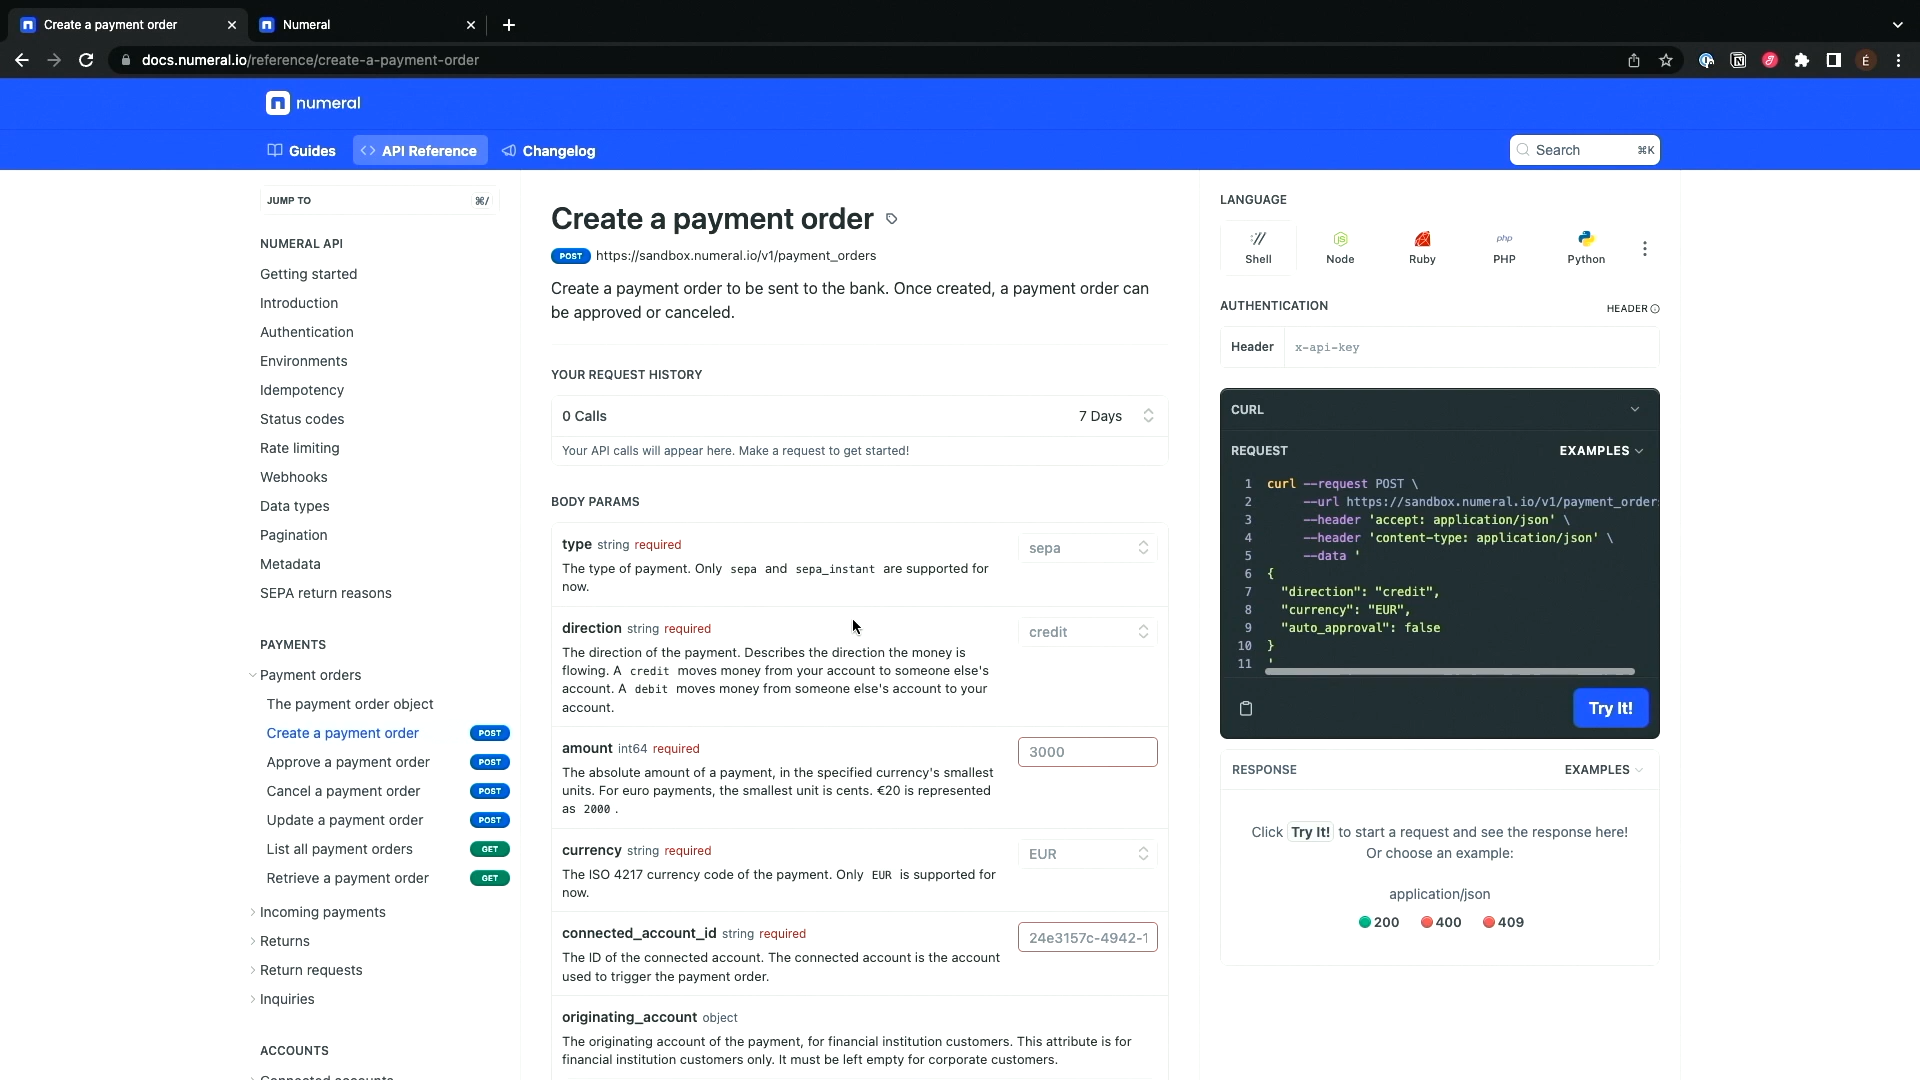 Create a payment order
Numeral
docs.numeral.io/reference/create-a-payment-order
É
numeral
Guides
API Reference
Changelog
Search ⌘K
JUMP TO ⌘/
NUMERAL API
Getting started
Introduction
Authentication
Environments
Idempotency
Status codes
Rate limiting
Webhooks
Data types
Pagination
Metadata
SEPA return reasons
PAYMENTS
Payment orders
The payment order object
Create a payment order POST
Approve a payment order POST
Cancel a payment order POST
Update a payment order POST
List all payment orders GET
Retrieve a payment order GET
Incoming payments
Returns
Return requests
Inquiries
ACCOUNTS
Connected accounts
Create a payment order
POST https://sandbox.numeral.io/v1/payment_orders
Create a payment order to be sent to the bank. Once created, a payment order can
be approved or canceled.
YOUR REQUEST HISTORY
0 Calls 7 Days
Your API calls will appear here. Make a request to get started!
BODY PARAMS
type string required
sepa
The type of payment. Only sepa and sepa_instant are supported for
now.
direction string required
credit
The direction of the payment. Describes the direction the money is
flowing. A credit moves money from your account to someone else's
account. A debit moves money from someone else's account to your
account.
amount int64 required
3000
The absolute amount of a payment, in the specified currency's smallest
units. For euro payments, the smallest unit is cents. €20 is represented
as 2000 .
currency string required
EUR
The ISO 4217 currency code of the payment. Only EUR is supported for
now.
connected_account_id string required
24e3157c-4942-1
The ID of the connected account. The connected account is the account
used to trigger the payment order.
originating_account object
The originating account of the payment, for financial institution customers. This attribute is for
financial institution customers only. It must be left empty for corporate customers.
LANGUAGE
Shell
Node
Ruby
php
PHP
Python
AUTHENTICATION HEADER
Header x-api-key
CURL
REQUEST EXAMPLES
1 curl --request POST \
2 --url https://sandbox.numeral.io/v1/payment_order
3 --header 'accept: application/json' \
4 --header 'content-type: application/json' \
5 --data '
6 {
7 "direction": "credit",
8 "currency": "EUR",
9 "auto_approval": false
10 }
11 '
Try It!
RESPONSE EXAMPLES
Click Try It! to start a request and see the response here!
Or choose an example:
application/json
200 400 409